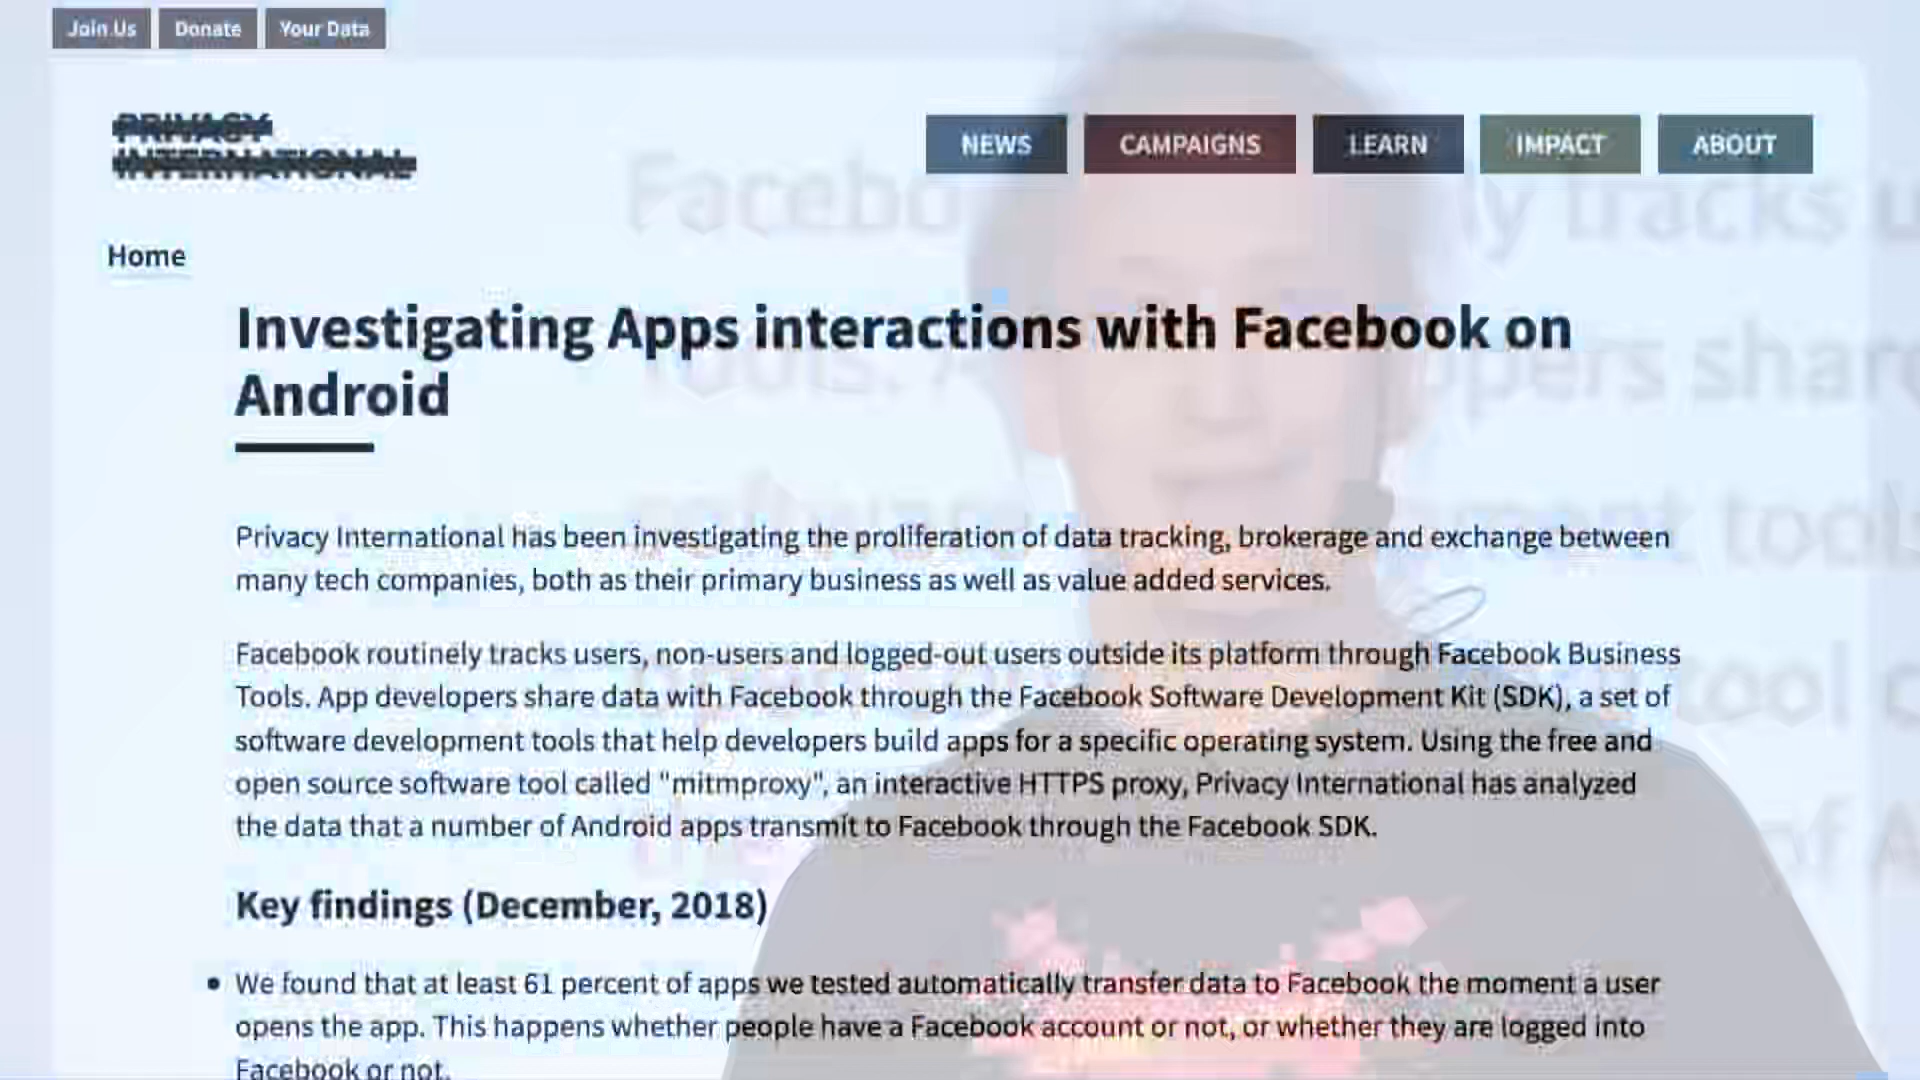 Join Us Donate Your Data
PRIVACY
INTERNATIONAL
NEWS CAMPAIGNS LEARN IMPACT ABOUT
Home
Investigating Apps interactions with Facebook on
Android
Privacy International has been investigating the proliferation of data tracking, brokerage and exchange between
many tech companies, both as their primary business as well as value added services.
Facebook routinely tracks users, non-users and logged-out users outside its platform through Facebook Business
Tools. App developers share data with Facebook through the Facebook Software Development Kit (SDK), a set of
software development tools that help developers build apps for a specific operating system. Using the free and
open source software tool called "mitmproxy", an interactive HTTPS proxy, Privacy International has analyzed
the data that a number of Android apps transmit to Facebook through the Facebook SDK.
Key findings (December, 2018)
• We found that at least 61 percent of apps we tested automatically transfer data to Facebook the moment a user
opens the app. This happens whether people have a Facebook account or not, or whether they are logged into
Facebook or not.